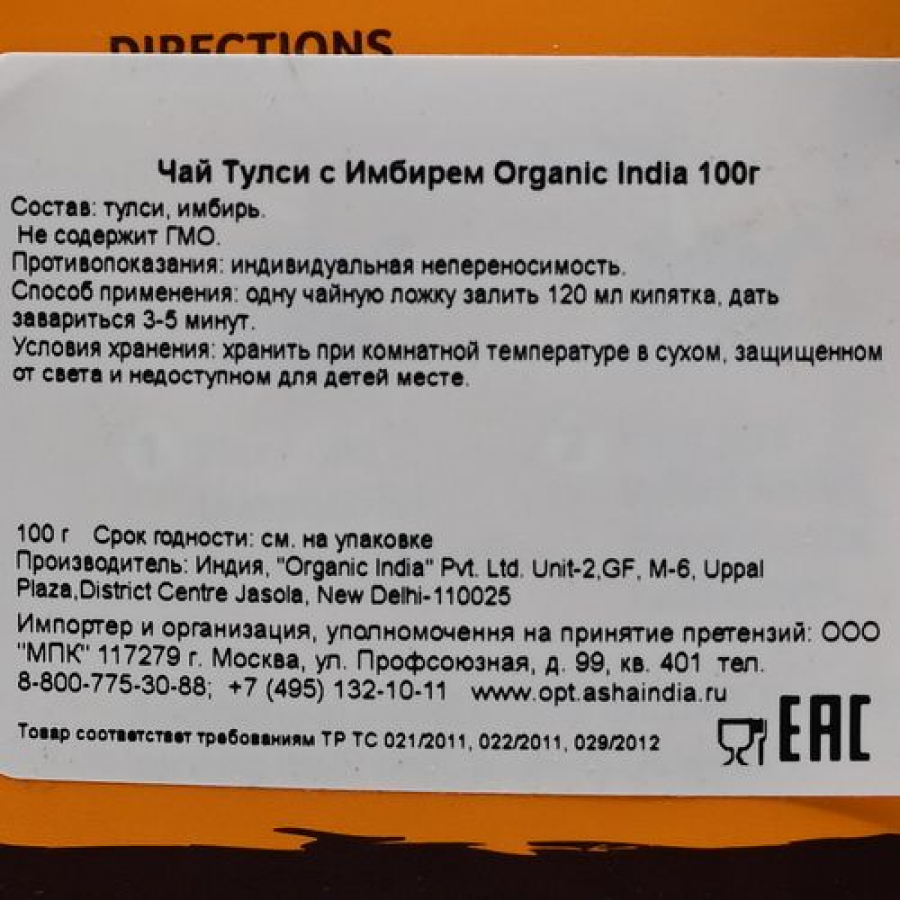 DIRECTIONS
Чай Тулси с Имбирем Organic India 100г
Состав: тулси, имбирь.
Не содержит ГМО.
Противопоказания: индивидуальная непереносимость.
Способ применения: одну чайную ложку залить 120 мл кипятка, дать
завариться 3-5 минут.
Условия хранения: хранить при комнатной температуре в сухом, защищенном
от света и недоступном для детей месте.
100 г Срок годности: см. на упаковке
Производитель: Индия, "Organic India" Pvt. Ltd. Unit-2,GF, M-6, Uppal
Plaza,District Centre Jasola, New Delhi-110025
Импортер и организация, уполномочення на принятие претензий: ООО
"МПК" 117279 г. Москва, ул. Профсоюзная, д. 99, кв. 401 тел.
8-800-775-30-88; +7 (495) 132-10-11 www.opt.ashaindia.ru
Товар соответстает требованиям ТР ТС 021/2011, 022/2011, 029/2012
EAC